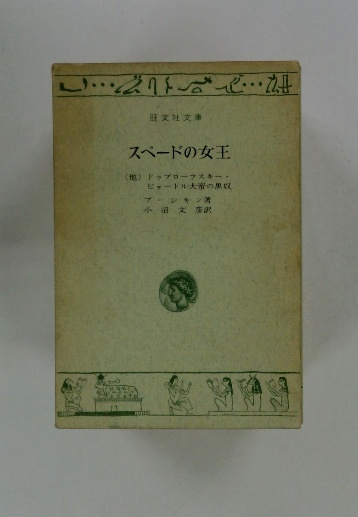 旺文社文庫
スペードの女王
(他)ドゥブローフスキー・
ピョートル大帝の黒奴
プーシキン著
小沼文彦訳